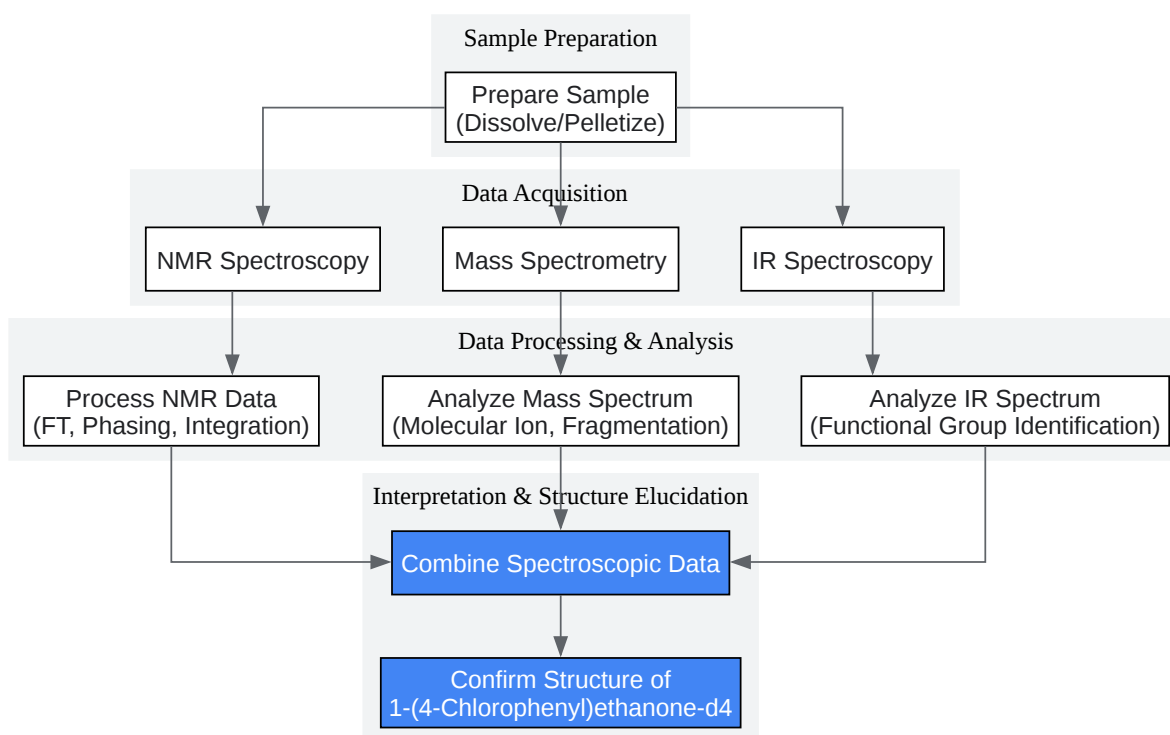 Sample Preparation
Prepare Sample
(Dissolve/Pelletize)
Data Acquisition
NMR Spectroscopy
Mass Spectrometry
IR Spectroscopy
Data Processing & Analysis
Process NMR Data
(FT, Phasing, Integration)
Analyze Mass Spectrum
(Molecular Ion, Fragmentation)
Analyze IR Spectrum
(Functional Group Identification)
Interpretation & Structure Elucidation
Combine Spectroscopic Data
Confirm Structure of
1-(4-Chlorophenyl)ethanone-d4